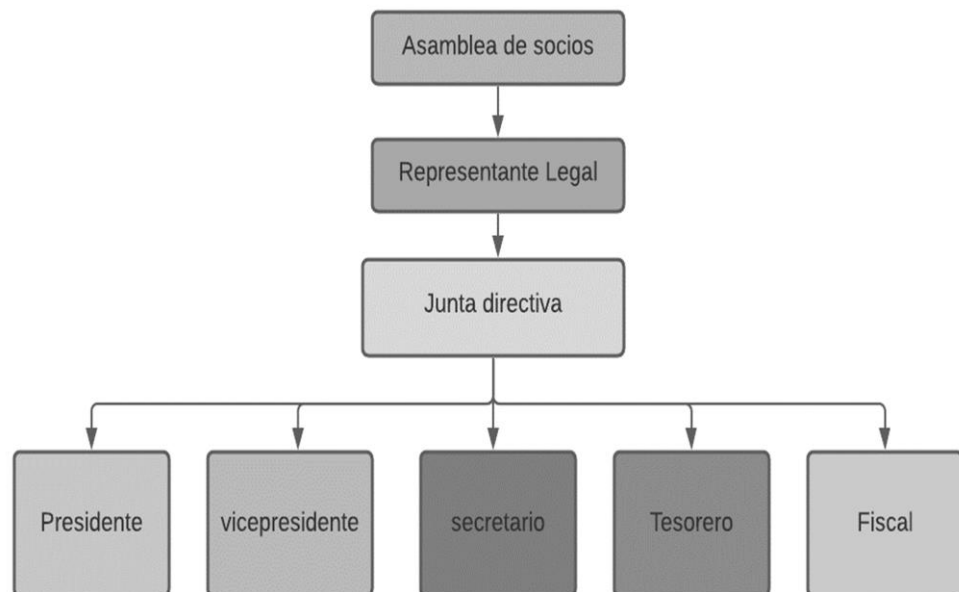 Asamblea de socios
Representante Legal
Junta directiva
Presidente
vicepresidente
secretario
Tesorero
Fiscal